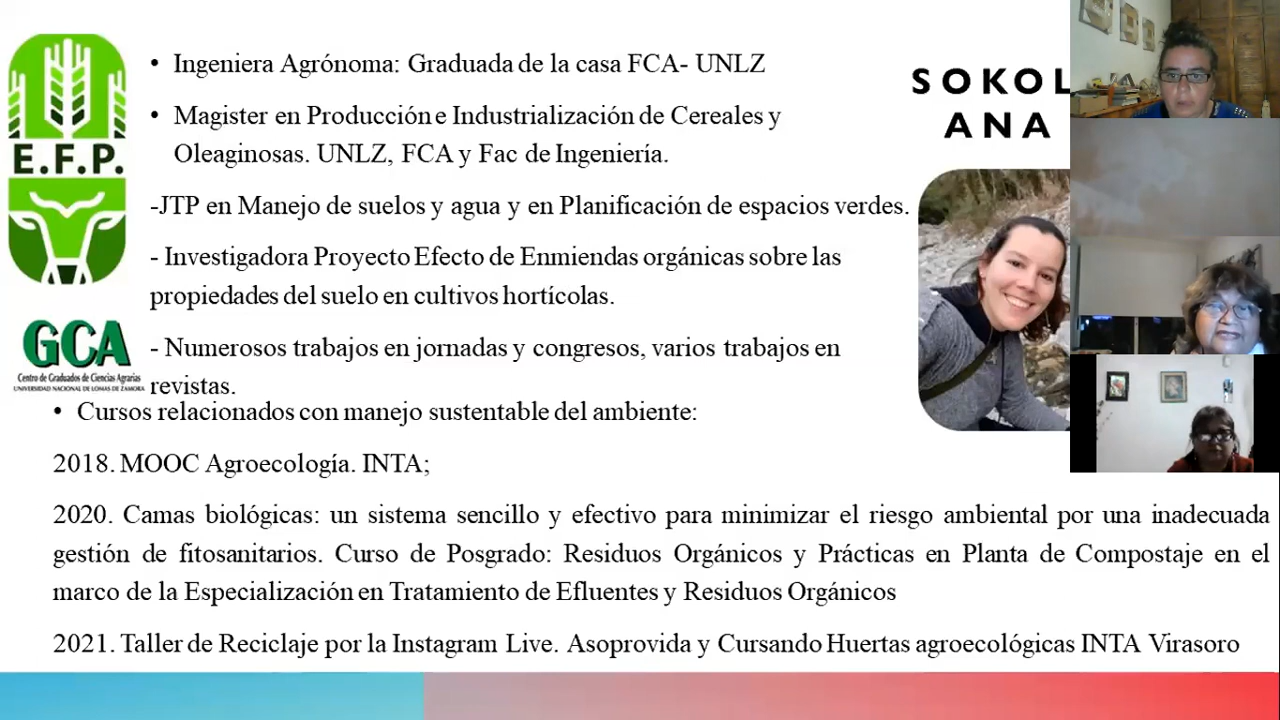 E.F.P.
GCA
Centro de Graduados de Ciencias Agrarias
UNIVERSIDAD NACIONAL DE LOMAS DE ZAMORA
• Ingeniera Agrónoma: Graduada de la casa FCA- UNLZ
• Magister en Producción e Industrialización de Cereales y
Oleaginosas. UNLZ, FCA y Fac de Ingeniería.
-JTP en Manejo de suelos y agua y en Planificación de espacios verdes.
- Investigadora Proyecto Efecto de Enmiendas orgánicas sobre las
propiedades del suelo en cultivos hortícolas.
- Numerosos trabajos en jornadas y congresos, varios trabajos en
revistas.
SOKOL
ANA
• Cursos relacionados con manejo sustentable del ambiente:
2018. MOOC Agroecología. INTA;
2020. Camas biológicas: un sistema sencillo y efectivo para minimizar el riesgo ambiental por una inadecuada
gestión de fitosanitarios. Curso de Posgrado: Residuos Orgánicos y Prácticas en Planta de Compostaje en el
marco de la Especialización en Tratamiento de Efluentes y Residuos Orgánicos
2021. Taller de Reciclaje por la Instagram Live. Asoprovida y Cursando Huertas agroecológicas INTA Virasoro